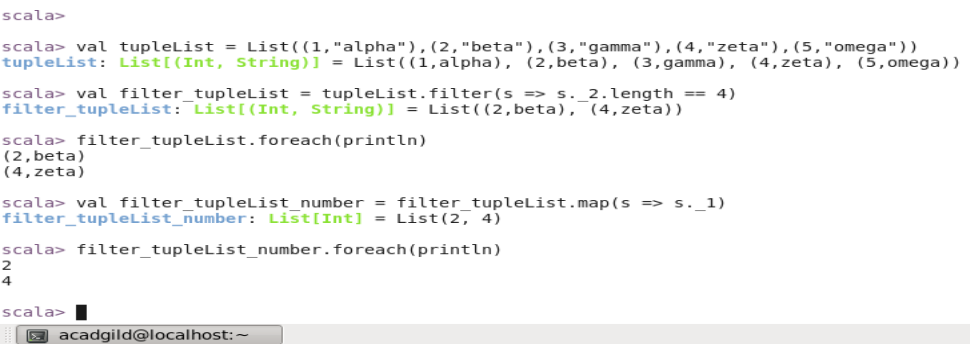 scala>
scala> val tupleList = List((1,"alpha"),(2,"beta"),(3,"gamma"),(4,"zeta"),(5,"omega"))
tupleList: List[(Int, String)] = List((1,alpha), (2,beta), (3,gamma), (4,zeta), (5,omega))
scala> val filter_tupleList = tupleList.filter(s => s._2.length == 4)
filter_tupleList: List[(Int, String)] = List((2,beta), (4,zeta))
scala> filter_tupleList.foreach(println)
(2,beta)
(4,zeta)
scala> val filter_tupleList_number = filter_tupleList.map(s => s._1)
filter_tupleList_number: List[Int] = List(2, 4)
scala> filter_tupleList_number.foreach(println)
2
4
scala>
acadgild@localhost:~